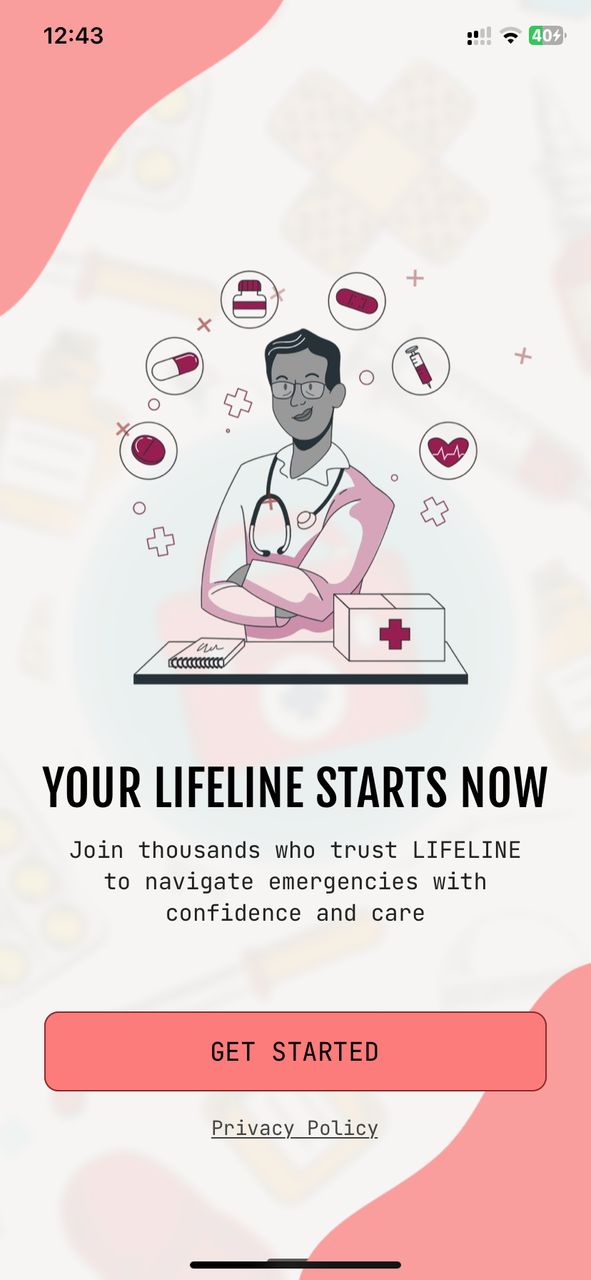 12:43
40
YOUR LIFELINE STARTS NOW
Join thousands who trust LIFELINE
to navigate emergencies with
confidence and care
GET STARTED
Privacy Policy